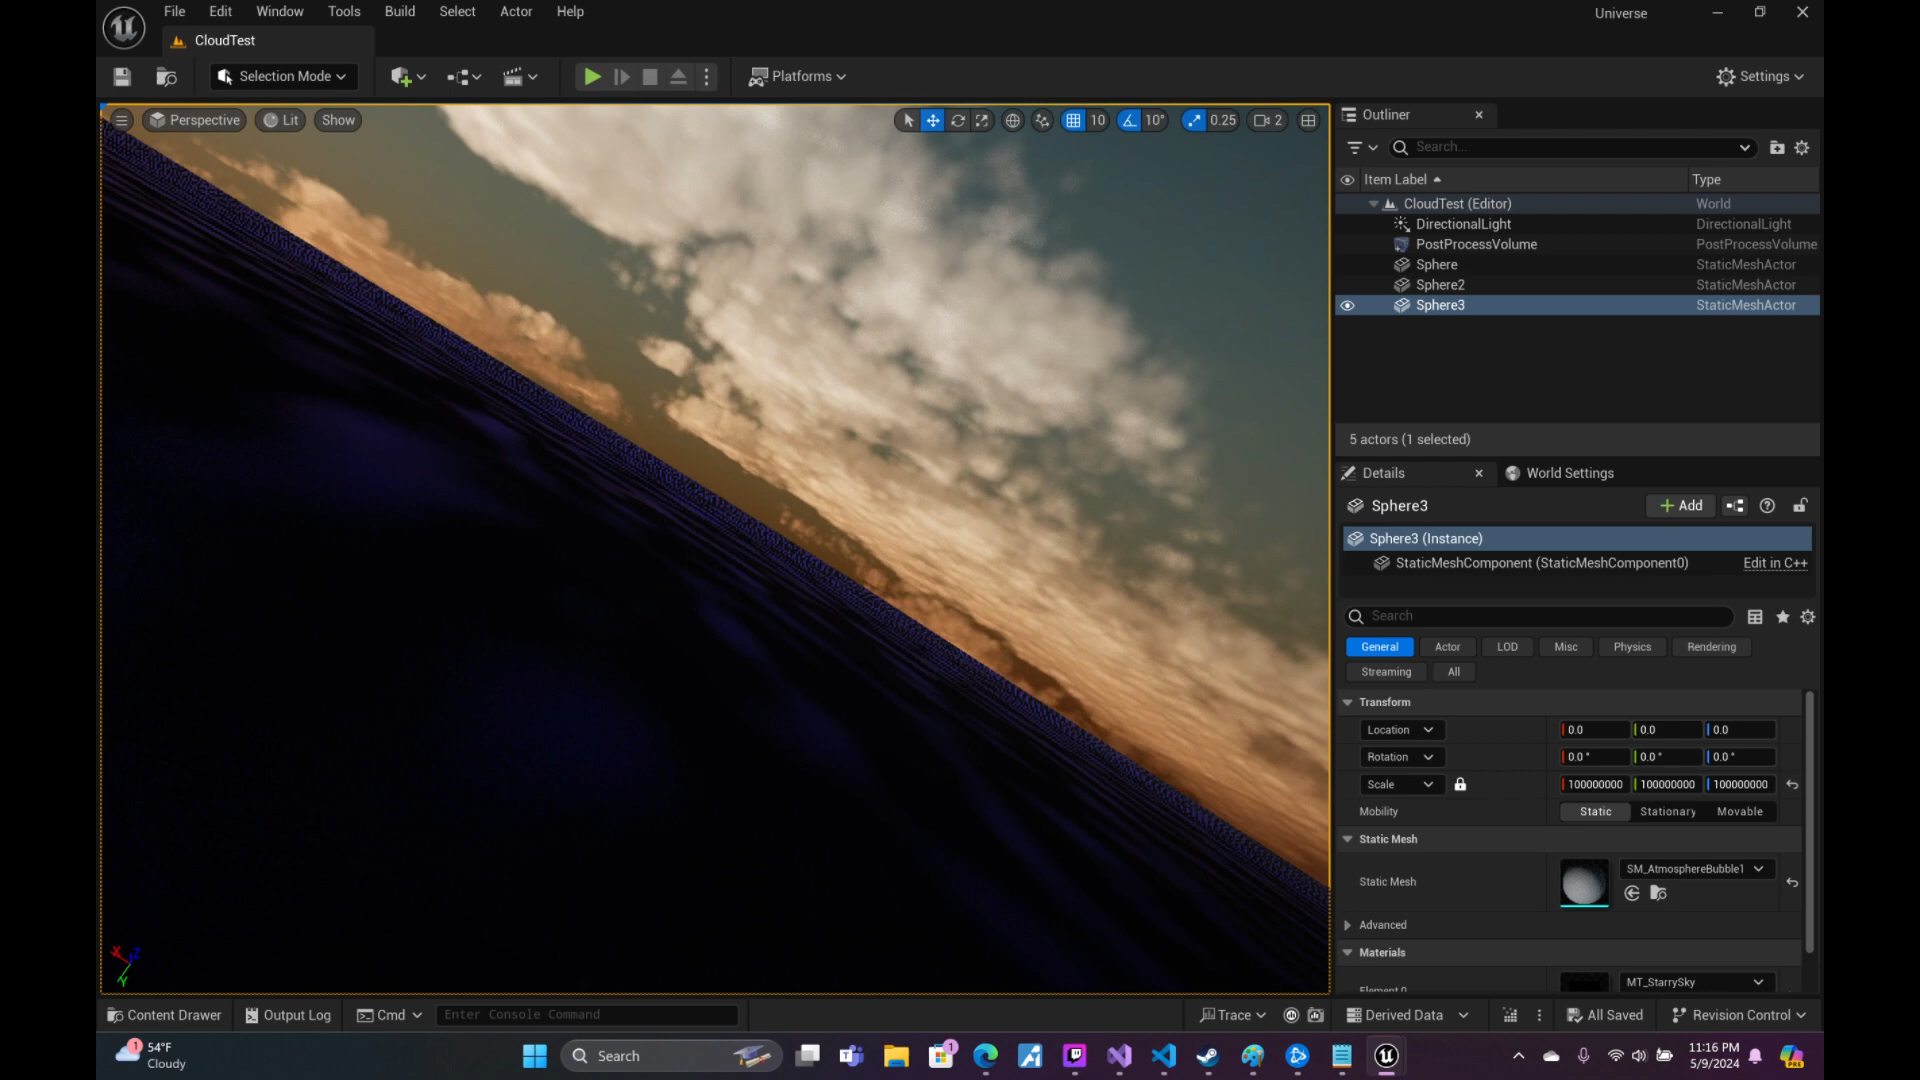 File Edit Window Tools Build Select Actor Help
Universe
CloudTest
Selection Mode
Platforms
Settings
Perspective Lit Show
10 10° 0.25 2
Outliner
Search...
Item Label Type
CloudTest (Editor) World
DirectionalLight DirectionalLight
PostProcessVolume PostProcessVolume
Sphere StaticMeshActor
Sphere2 StaticMeshActor
Sphere3 StaticMeshActor
5 actors (1 selected)
Details World Settings
Sphere3 Add
Sphere3 (Instance)
StaticMeshComponent (StaticMeshComponent0) Edit in C++
Search
General Actor LOD Misc Physics Rendering
Streaming All
Transform
Location 0.0 0.0 0.0
Rotation 0.0 ° 0.0 ° 0.0 °
Scale 100000000 100000000 100000000
Mobility Static Stationary Movable
Static Mesh
Static Mesh SM_AtmosphereBubble1
Advanced
Materials
Element 0 MT_StarrySky
X Z
Y
Content Drawer Output Log Cmd Enter Console Command Trace Derived Data All Saved Revision Control
1 54°F
Cloudy
Search
1
11:16 PM
5/9/2024
PRE